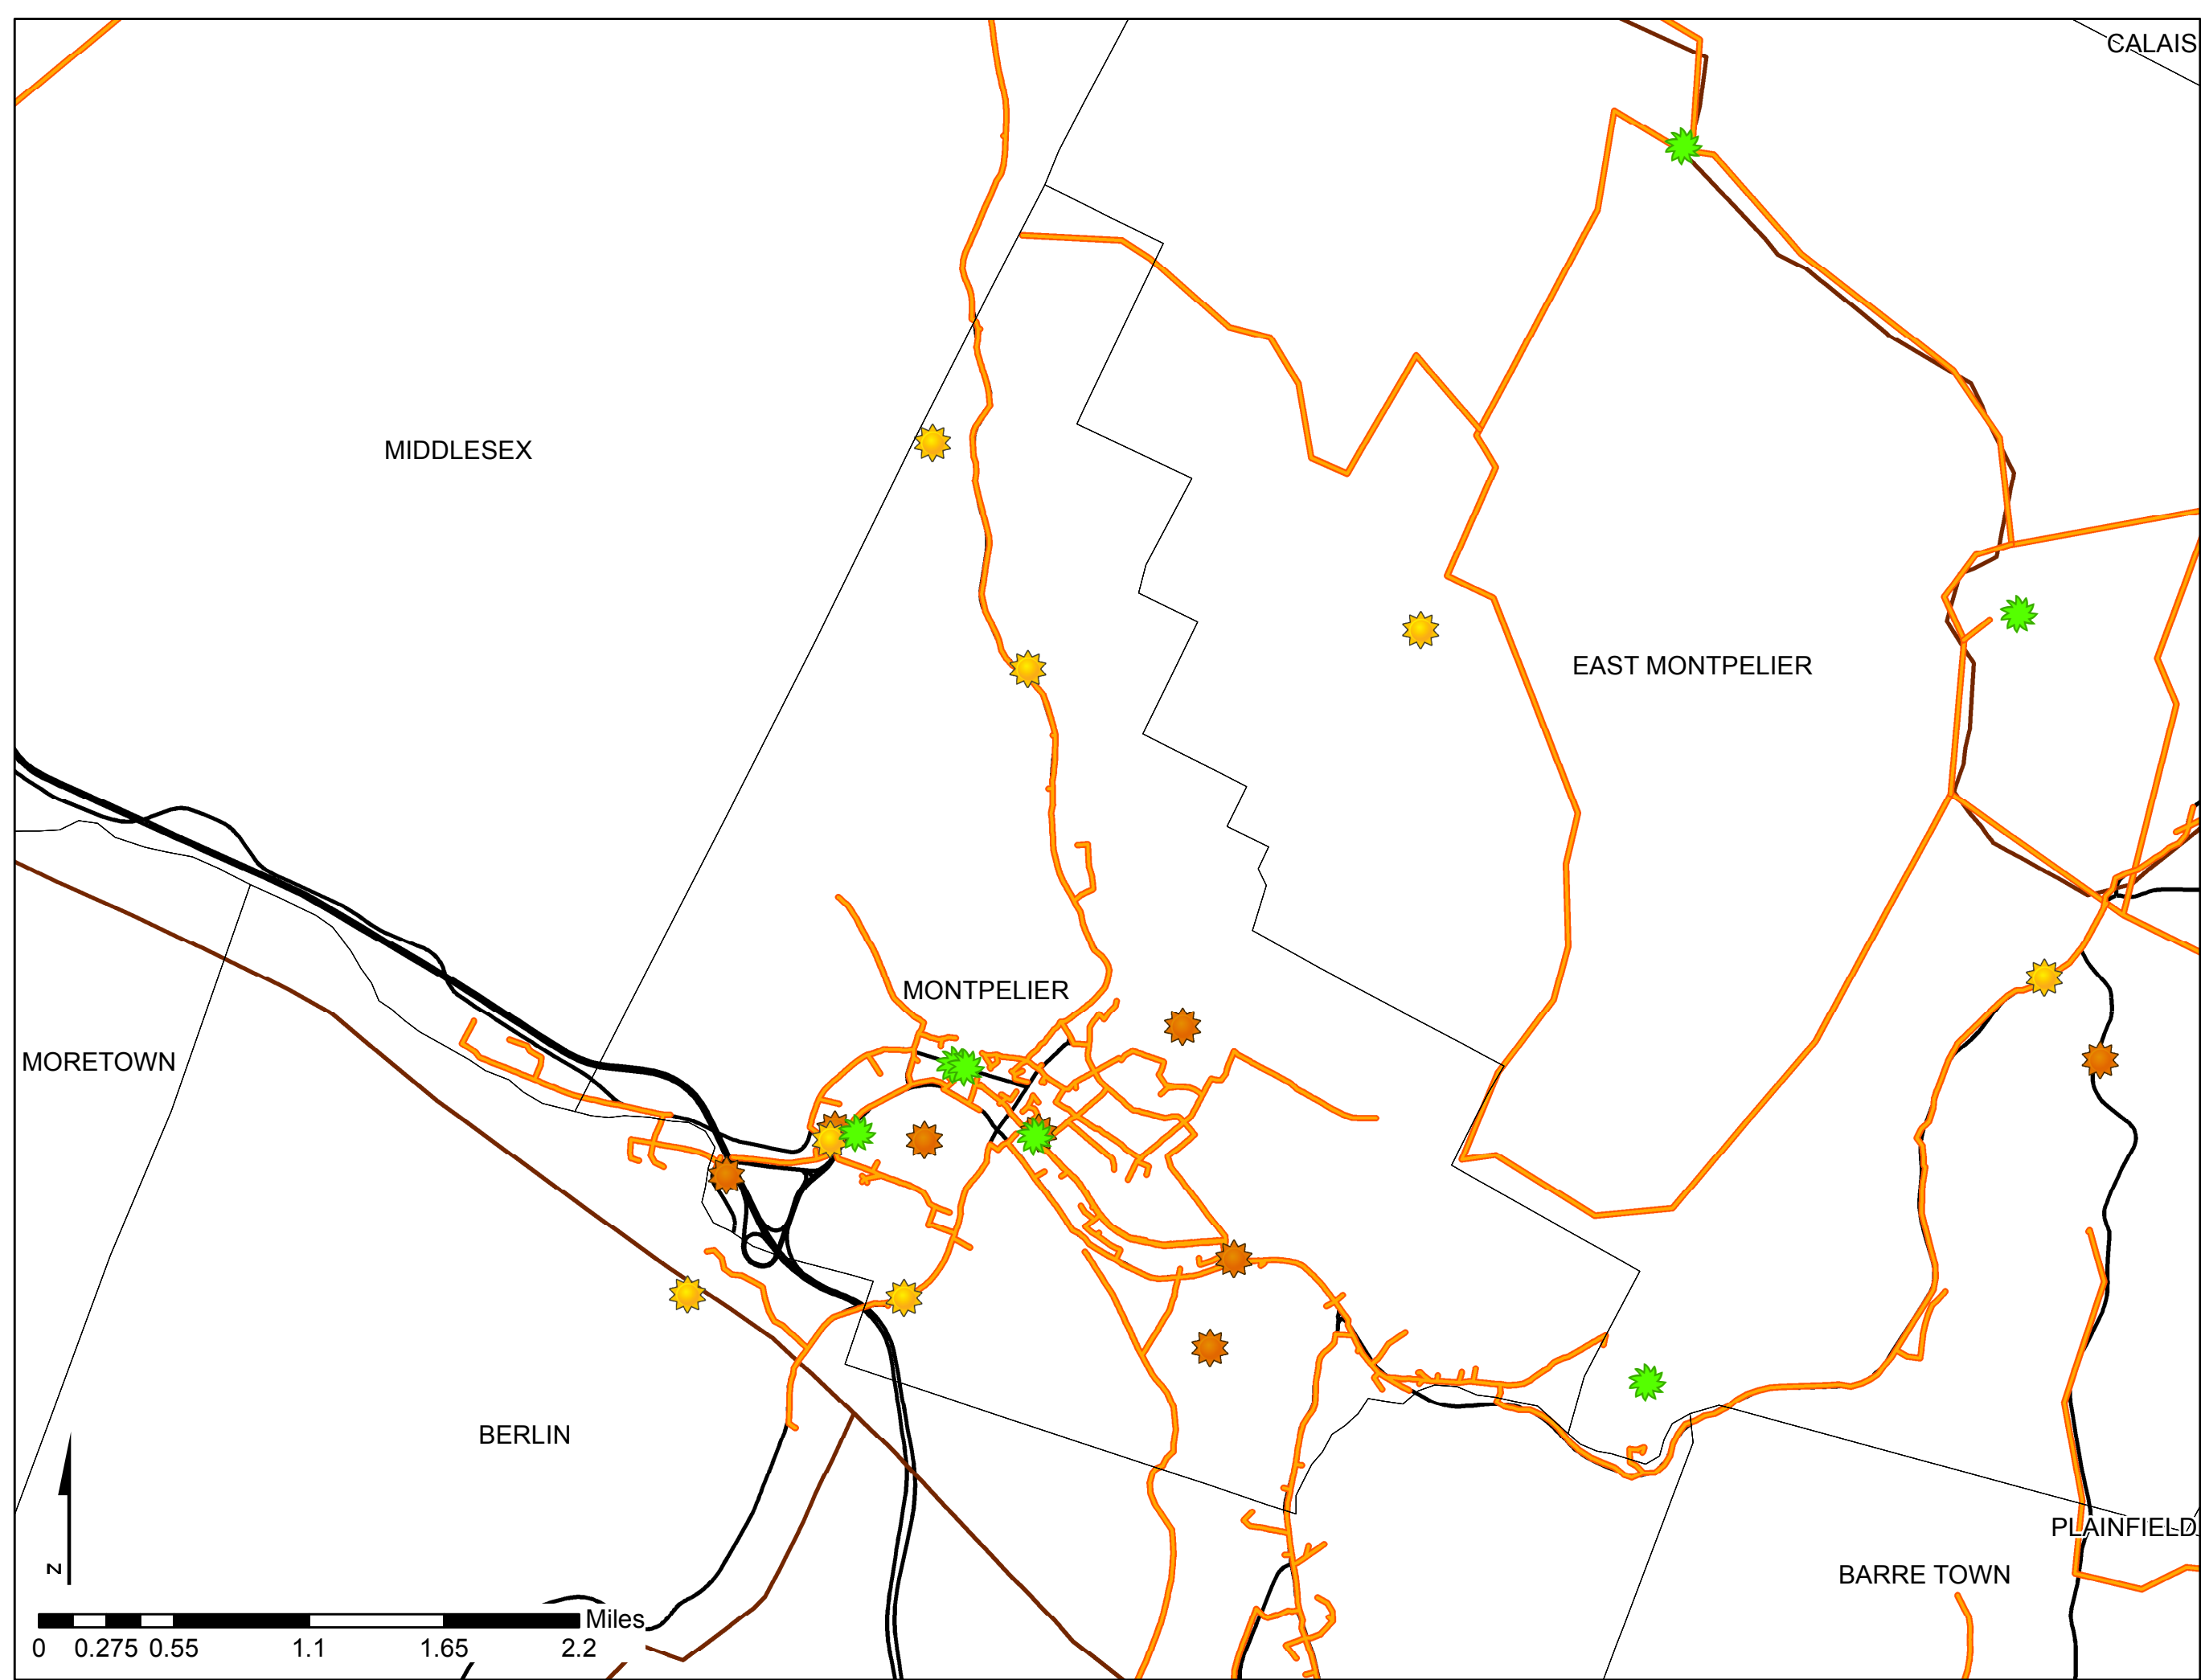 CALAIS
MIDDLESEX
EAST MONTPELIER
MONTPELIER
MORETOWN
BERLIN
PLAINFIELD
BARRE TOWN
N
Miles
0 0.275 0.55 1.1 1.65 2.2